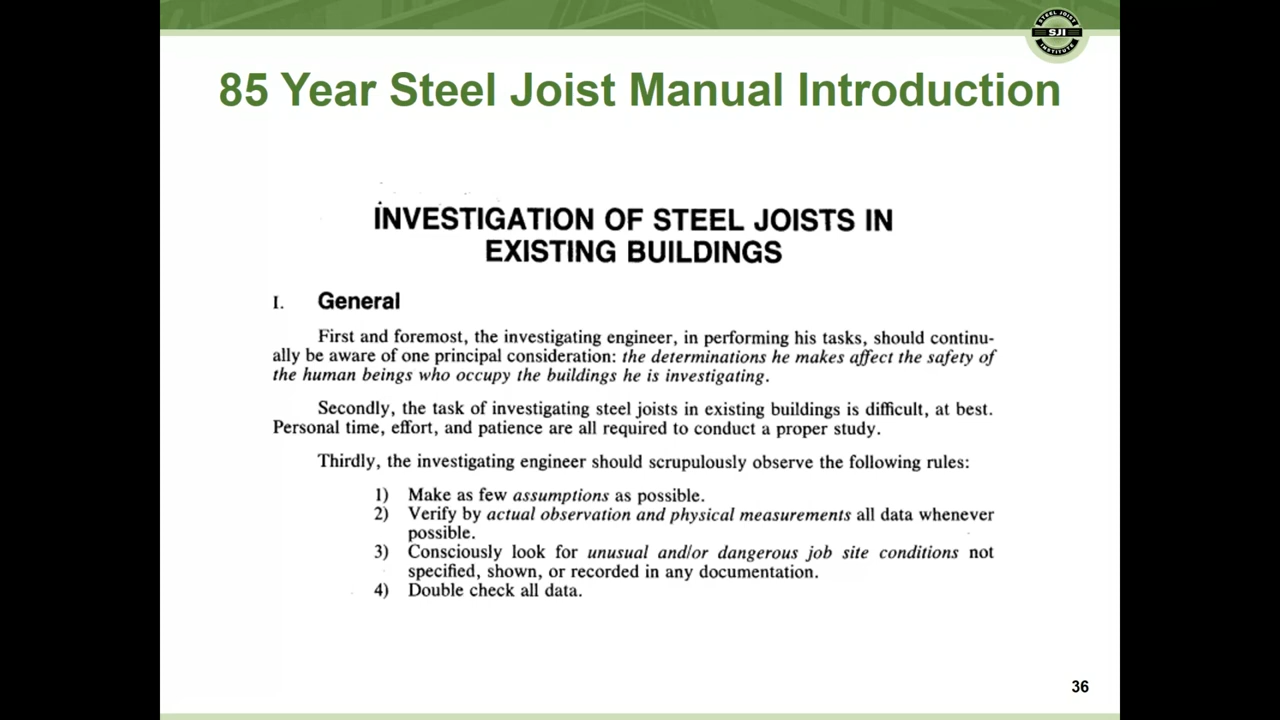 STEEL JOIST
SJI
INSTITUTE
85 Year Steel Joist Manual Introduction
INVESTIGATION OF STEEL JOISTS IN
EXISTING BUILDINGS
I. General
First and foremost, the investigating engineer, in performing his tasks, should continu-
ally be aware of one principal consideration: the determinations he makes affect the safety of
the human beings who occupy the buildings he is investigating.
Secondly, the task of investigating steel joists in existing buildings is difficult, at best.
Personal time, effort, and patience are all required to conduct a proper study.
Thirdly, the investigating engineer should scrupulously observe the following rules:
1) Make as few assumptions as possible.
2) Verify by actual observation and physical measurements all data whenever
possible.
3) Consciously look for unusual and/or dangerous job site conditions not
specified, shown, or recorded in any documentation.
4) Double check all data.
36